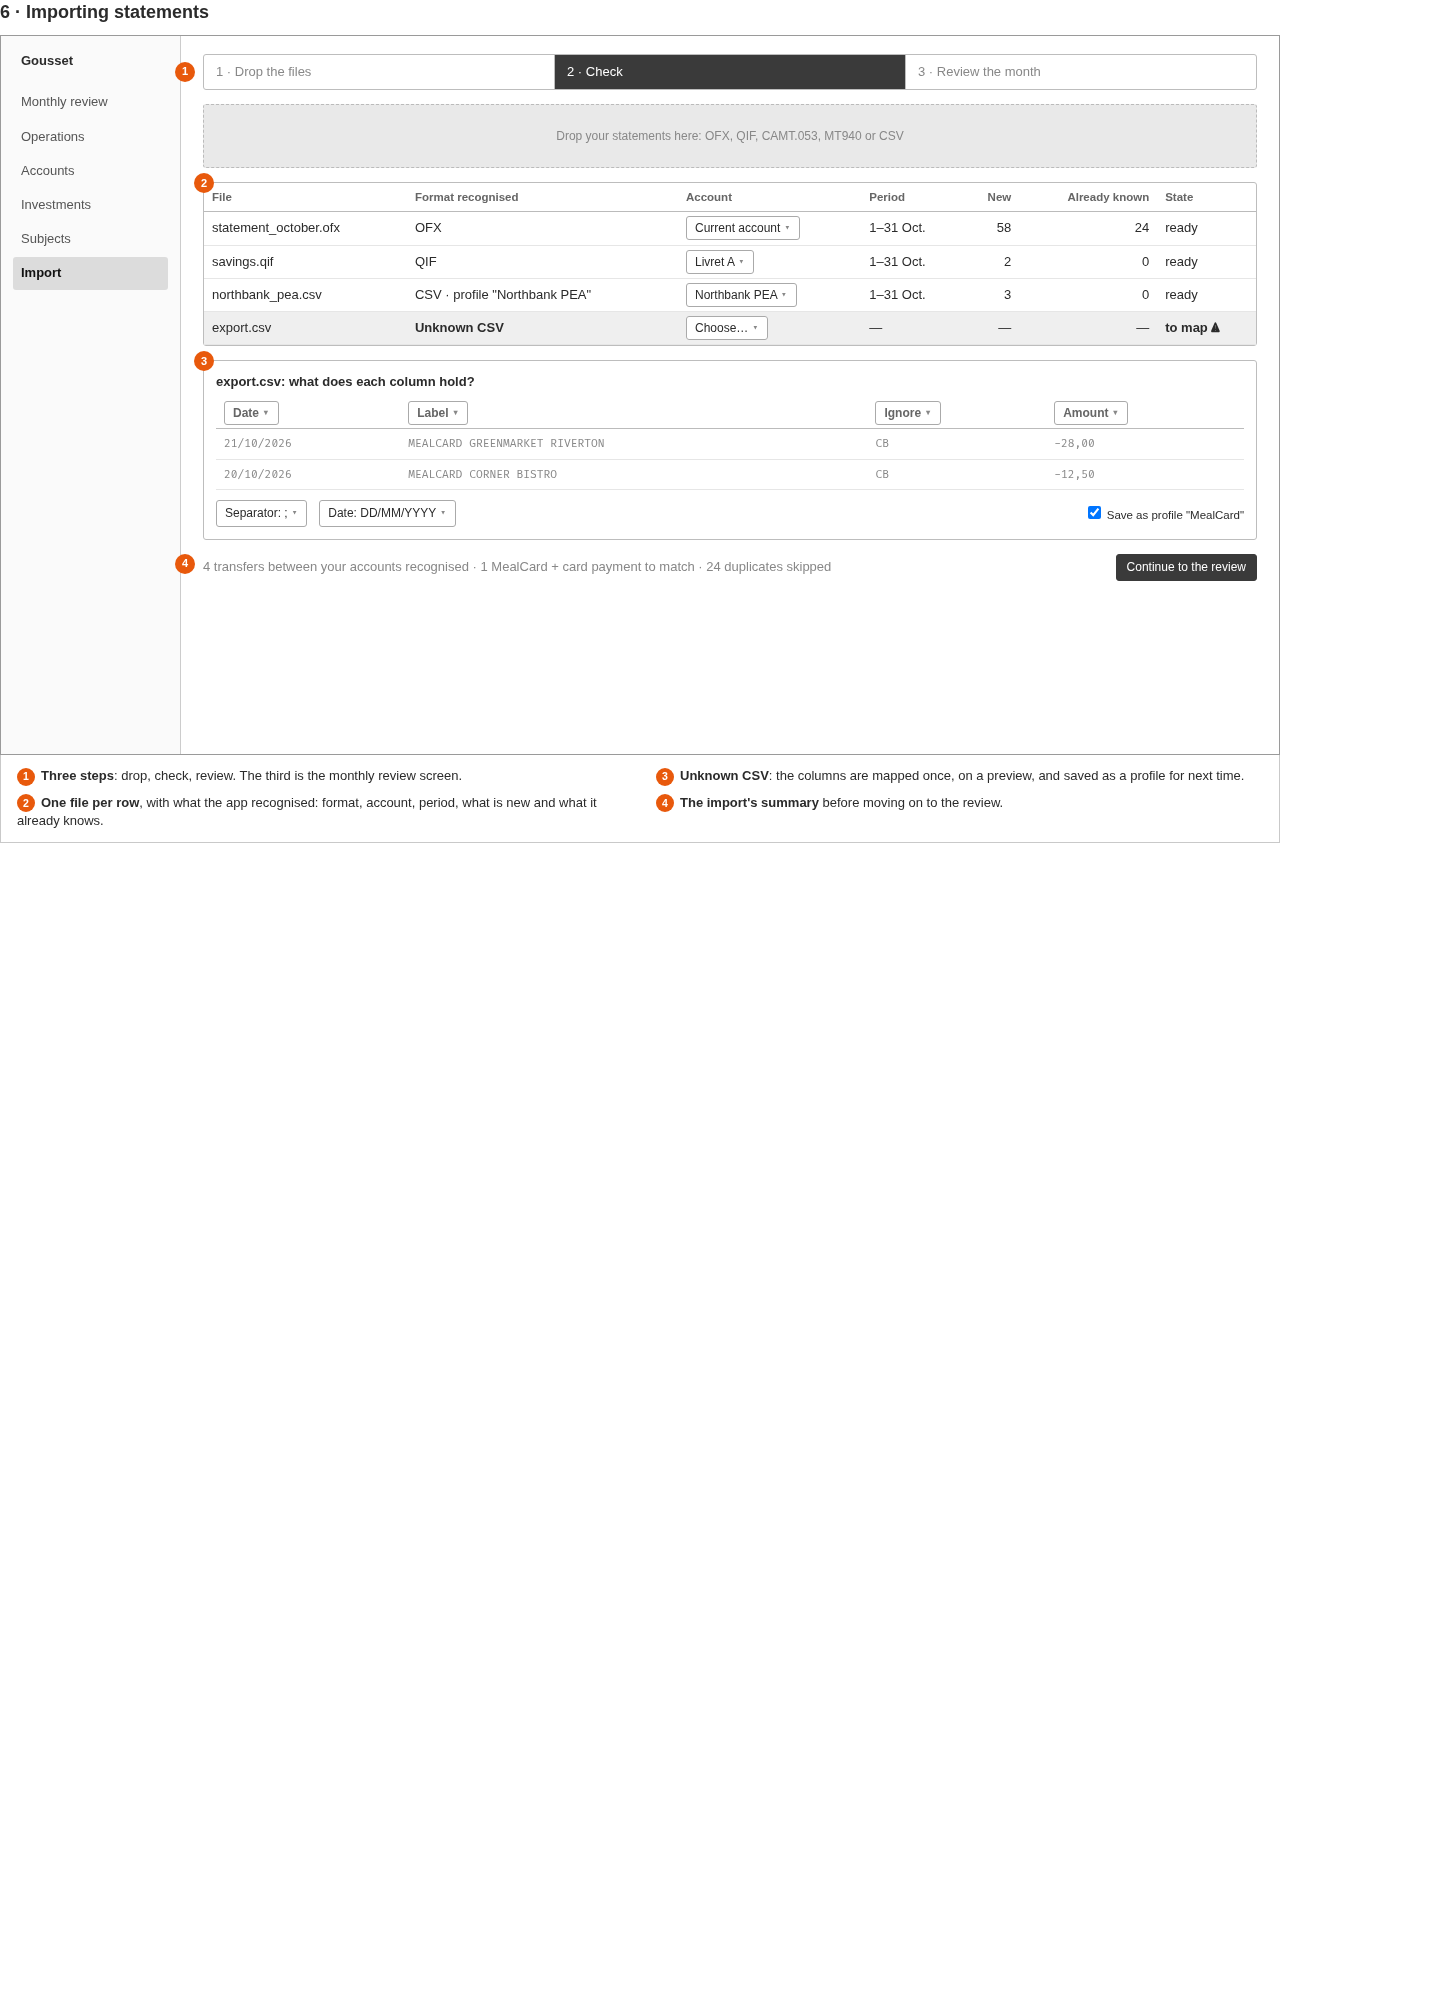 6 · Importing statements
Gousset
Monthly review
Operations
Accounts
Investments
Subjects
Import
1
1 · Drop the files
2 · Check
3 · Review the month
Drop your statements here: OFX, QIF, CAMT.053, MT940 or CSV
2
File Format recognised Account Period New Already known State
statement_october.ofx OFX Current account ▾ 1–31 Oct. 58 24 ready
savings.qif QIF Livret A ▾ 1–31 Oct. 2 0 ready
northbank_pea.csv CSV · profile "Northbank PEA" Northbank PEA ▾ 1–31 Oct. 3 0 ready
export.csv Unknown CSV Choose… ▾ — — — to map ⚠
3
export.csv: what does each column hold?
Date ▾ Label ▾ Ignore ▾ Amount ▾
21/10/2026 MEALCARD GREENMARKET RIVERTON CB −28,00
20/10/2026 MEALCARD CORNER BISTRO CB −12,50
Separator: ; ▾ Date: DD/MM/YYYY ▾ Save as profile "MealCard"
4
4 transfers between your accounts recognised · 1 MealCard + card payment to match · 24 duplicates skipped
Continue to the review
1 Three steps: drop, check, review. The third is the monthly review screen.
2 One file per row, with what the app recognised: format, account, period, what is new and what it
already knows.
3 Unknown CSV: the columns are mapped once, on a preview, and saved as a profile for next time.
4 The import's summary before moving on to the review.